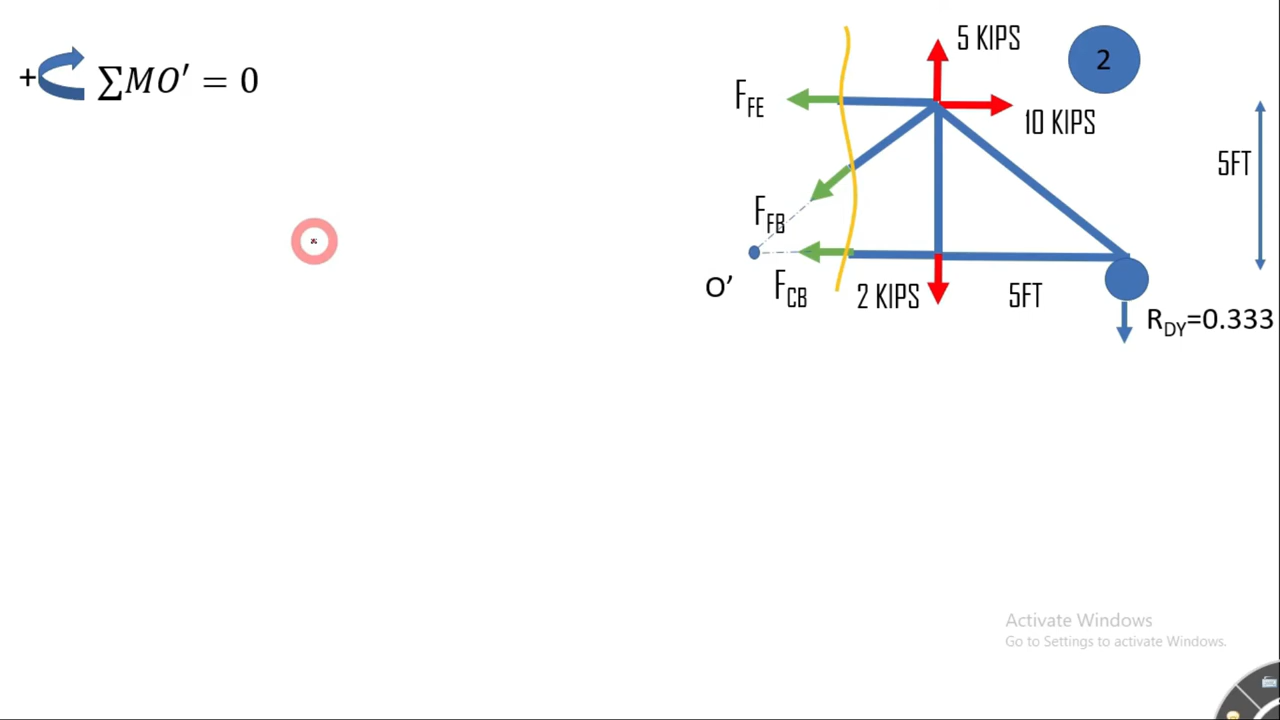 + ∑MO′ = 0
5 KIPS
2
F_FE
10 KIPS
5FT
F_FB
O’
F_CB
2 KIPS
5FT
R_DY=0.333
Activate Windows
Go to Settings to activate Windows.